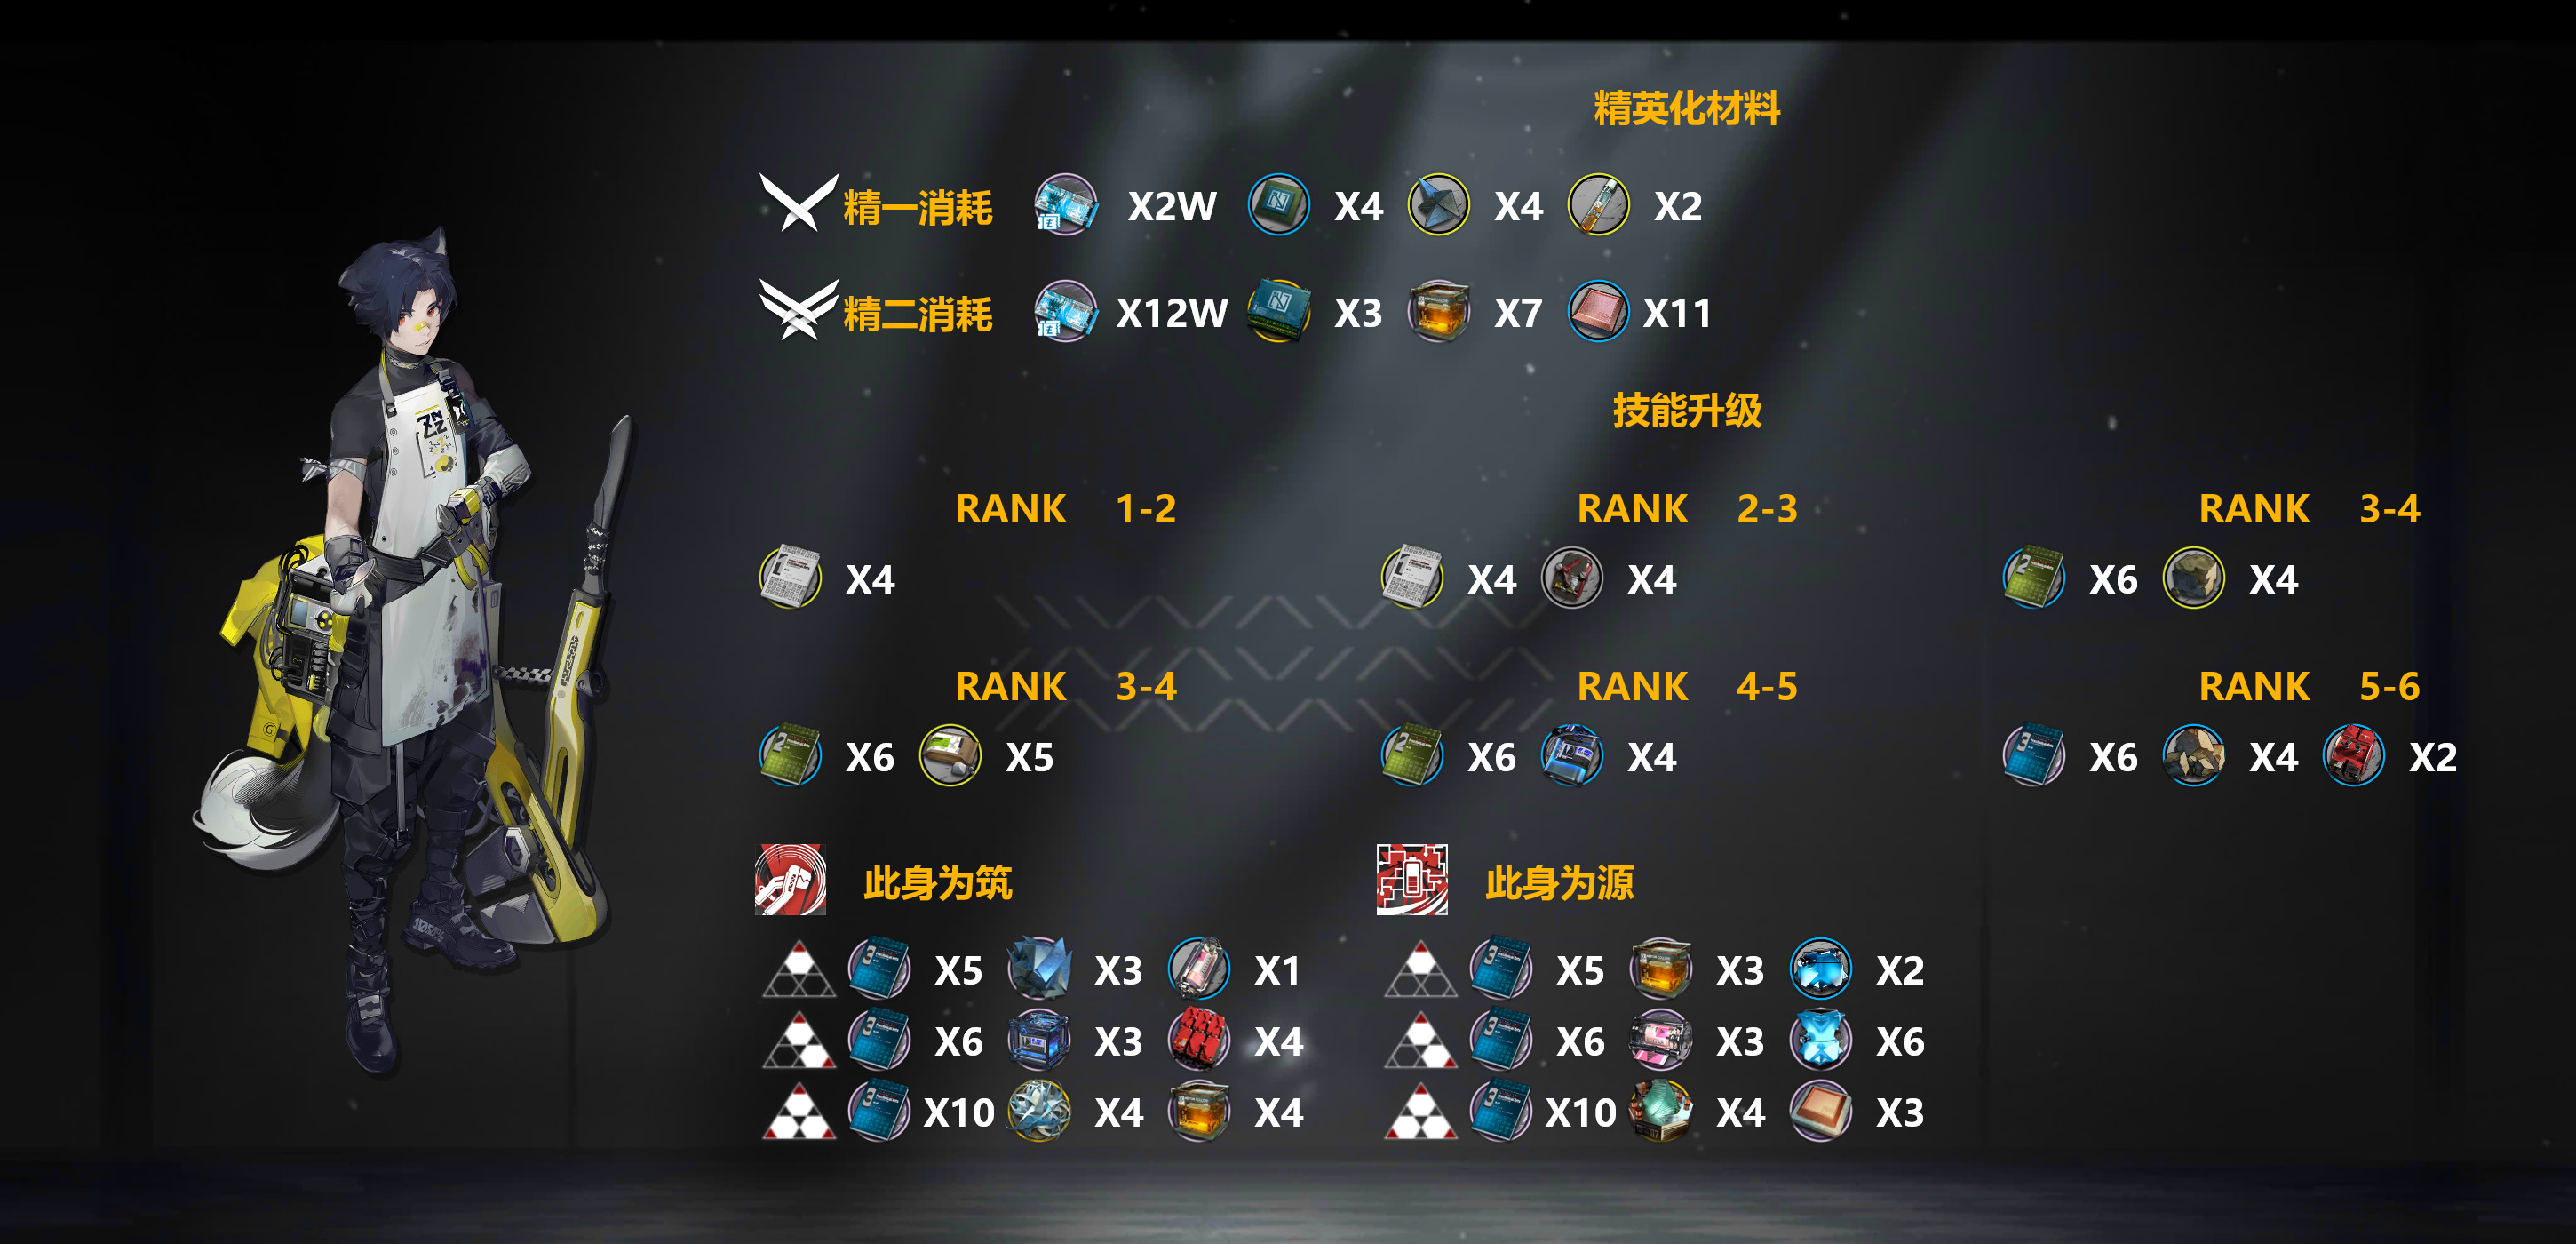 精英化材料
精一消耗 X2W X4 X4 X2
精二消耗 X12W X3 X7 X11
技能升级
RANK 1-2 RANK 2-3 RANK 3-4
X4 X4 X4 X6 X4
RANK 3-4 RANK 4-5 RANK 5-6
X6 X5 X6 X4 X6 X4 X2
此身为筑 此身为源
X5 X3 X1 X5 X3 X2
X6 X3 X4 X6 X3 X6
X10 X4 X4 X10 X4 X3